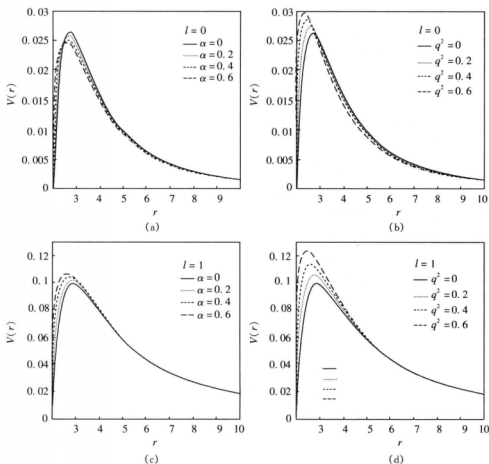 0.03
0.025
0.02
0.015
0.01
0.005
0
V(r)
l = 0
α = 0
α = 0.2
α = 0.4
α = 0.6
3 4 5 6 7 8 9
r
(a)
0.03
0.025
0.02
0.015
0.01
0.005
0
V(r)
l = 0
q² = 0
q² = 0.2
q² = 0.4
q² = 0.6
3 4 5 6 7 8 9 10
r
(b)
0.12
0.1
0.08
0.06
0.04
0.02
0
V(r)
l = 1
α = 0
α = 0.2
α = 0.4
α = 0.6
3 4 5 6 7 8 9 10
r
(c)
0.12
0.10
0.08
0.06
0.04
0.02
0
V(r)
l = 1
q² = 0
q² = 0.2
q² = 0.4
q² = 0.6
3 4 5 6 7 8 9 10
r
(d)